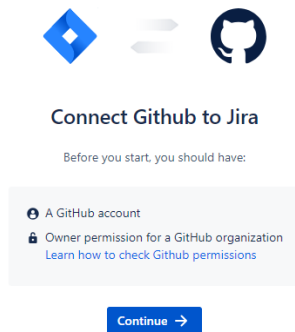 Connect Github to Jira
Before you start, you should have:
A GitHub account
Owner permission for a GitHub organization
Learn how to check Github permissions
Continue →